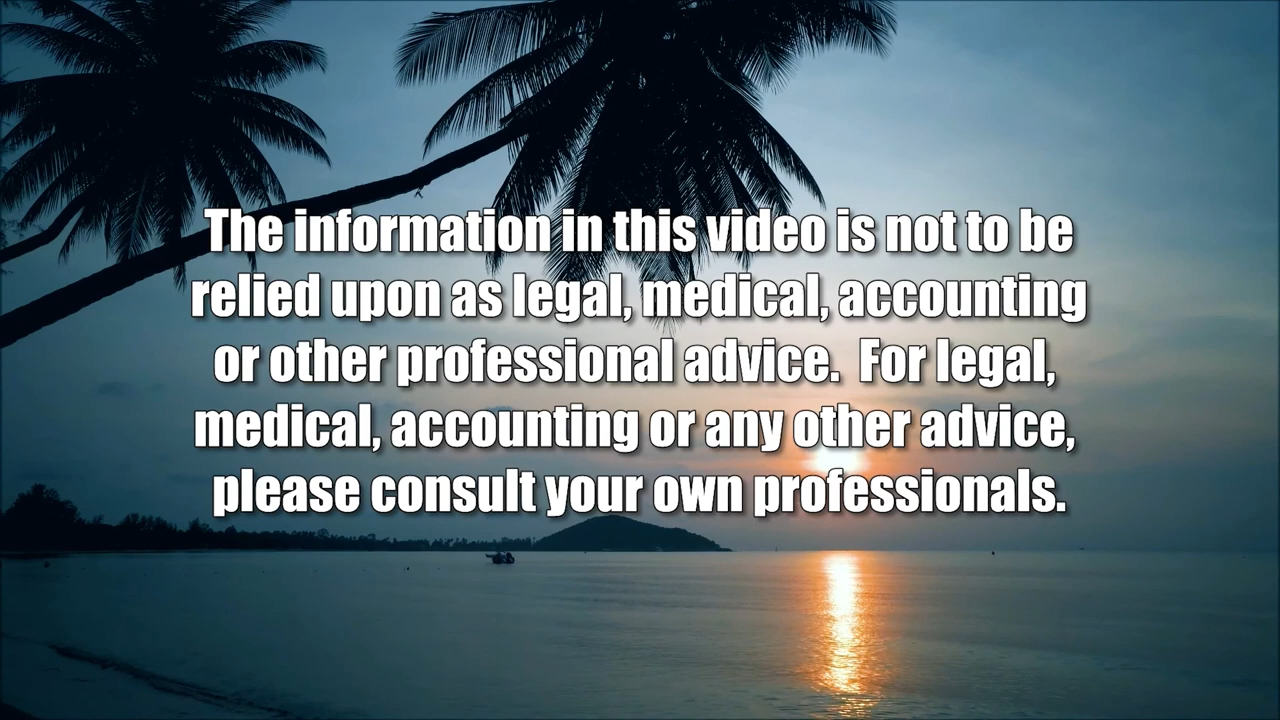 The information in this video is not to be
relied upon as legal, medical, accounting
or other professional advice.  For legal,
medical, accounting or any other advice,
please consult your own professionals.